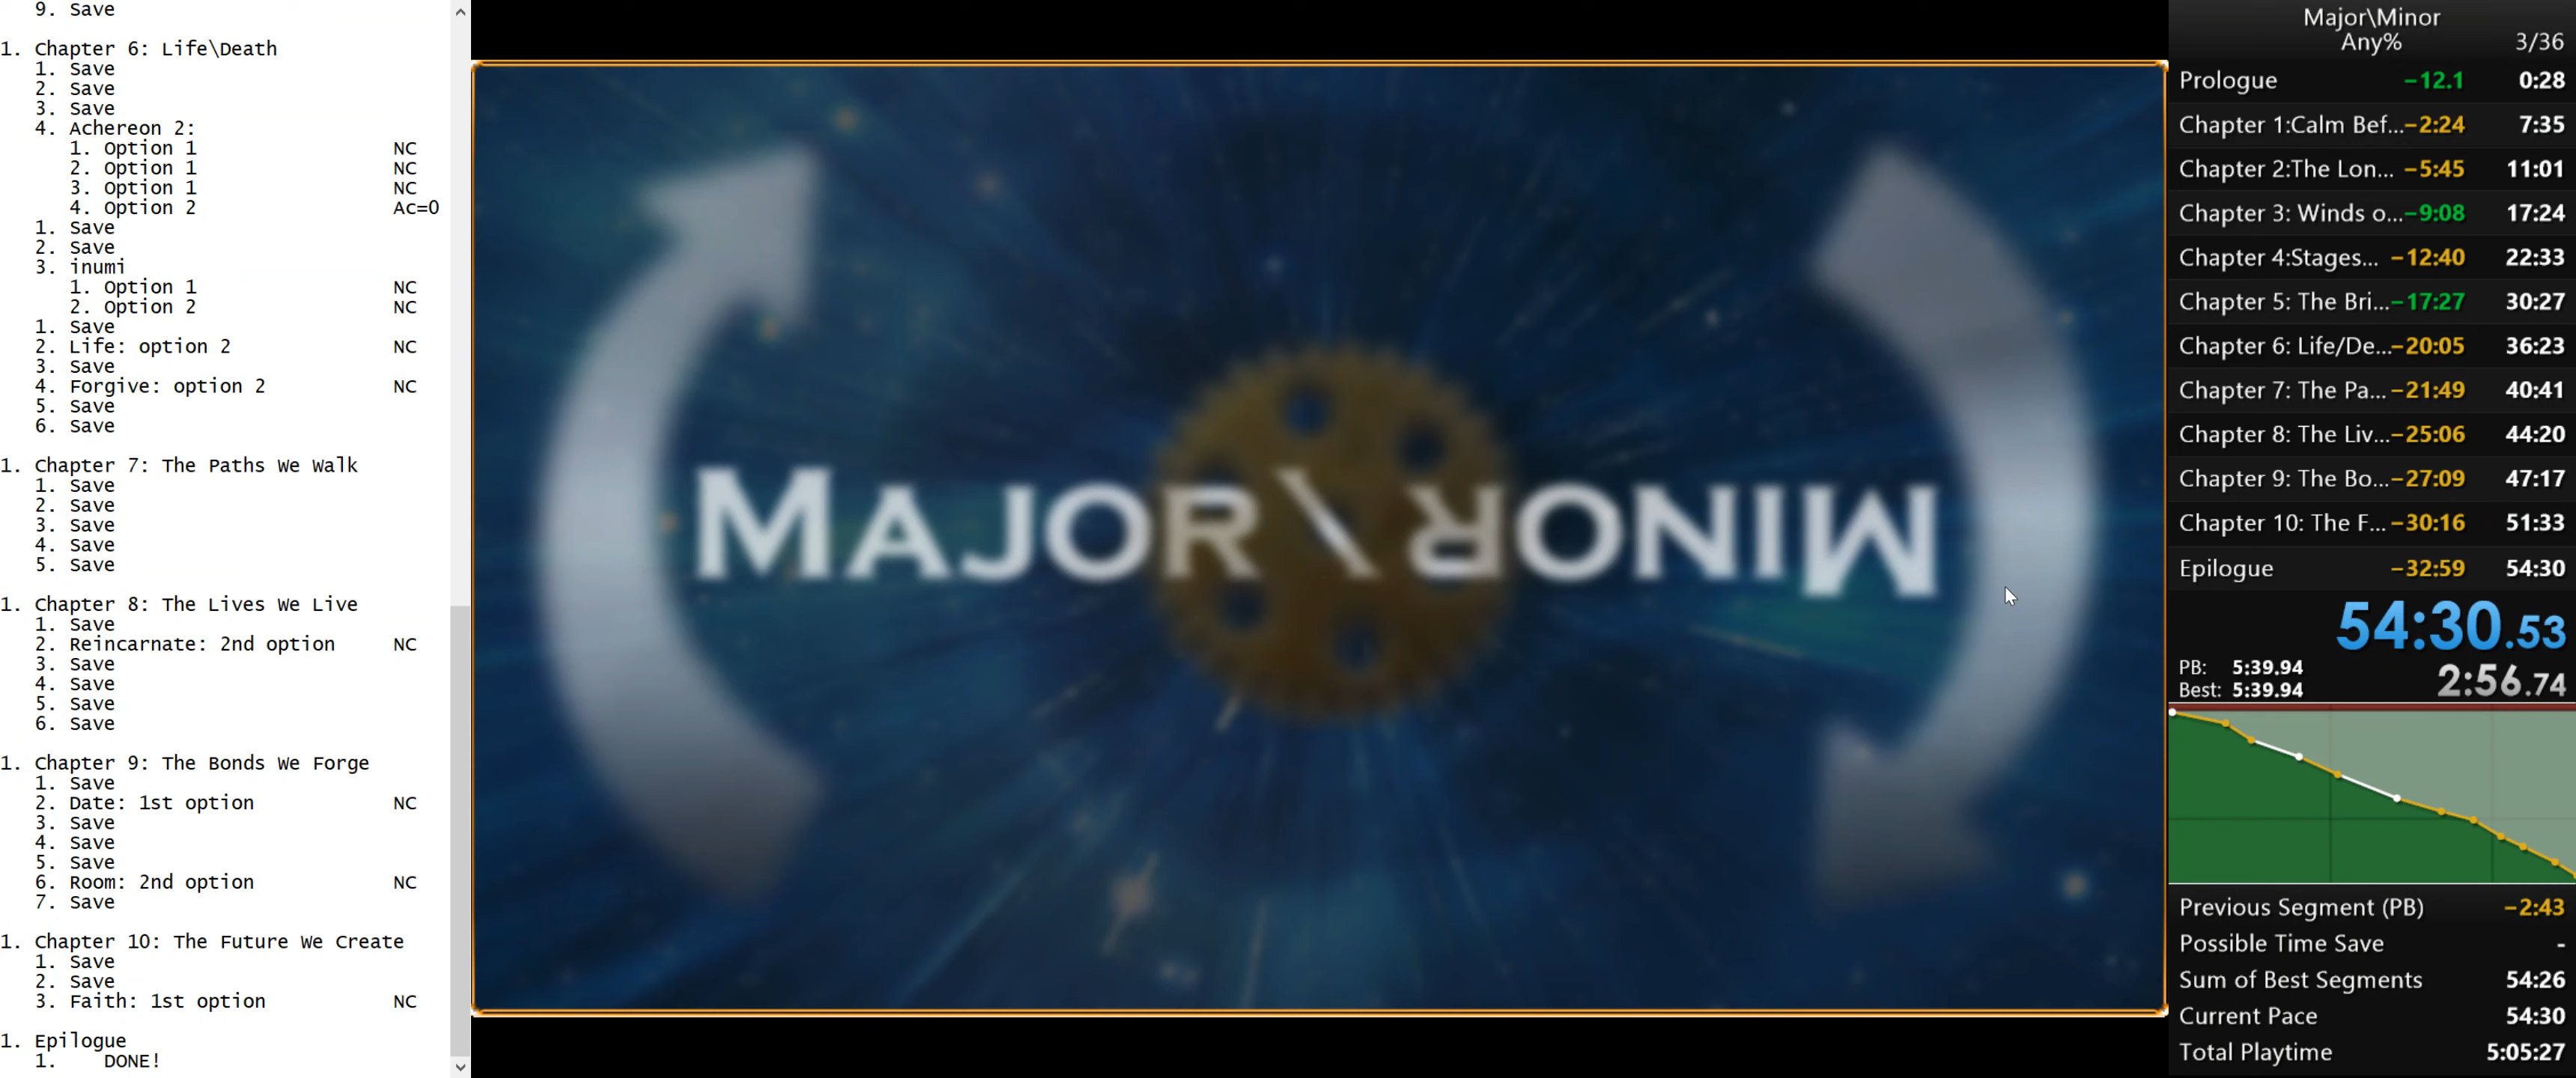 9. Save
1. Chapter 6: Life\Death
1. Save
2. Save
3. Save
4. Achereon 2:
1. Option 1 NC
2. Option 1 NC
3. Option 1 NC
4. Option 2 Ac=0
1. Save
2. Save
3. inumi
1. Option 1 NC
2. Option 2 NC
1. Save
2. Life: option 2 NC
3. Save
4. Forgive: option 2 NC
5. Save
6. Save
1. Chapter 7: The Paths We Walk
1. Save
2. Save
3. Save
4. Save
5. Save
1. Chapter 8: The Lives We Live
1. Save
2. Reincarnate: 2nd option NC
3. Save
4. Save
5. Save
6. Save
1. Chapter 9: The Bonds We Forge
1. Save
2. Date: 1st option NC
3. Save
4. Save
5. Save
6. Room: 2nd option NC
7. Save
1. Chapter 10: The Future We Create
1. Save
2. Save
3. Faith: 1st option NC
1. Epilogue
1. DONE!
MAJOR\MINOR
Major\Minor
Any% 3/36
Prologue -12.1 0:28
Chapter 1:Calm Bef... -2:24 7:35
Chapter 2:The Lon... -5:45 11:01
Chapter 3: Winds o... -9:08 17:24
Chapter 4:Stages... -12:40 22:33
Chapter 5: The Bri... -17:27 30:27
Chapter 6: Life/De... -20:05 36:23
Chapter 7: The Pa... -21:49 40:41
Chapter 8: The Liv... -25:06 44:20
Chapter 9: The Bo... -27:09 47:17
Chapter 10: The F... -30:16 51:33
Epilogue -32:59 54:30
54:30.53
PB: 5:39.94
Best: 5:39.94
2:56.74
Previous Segment (PB) -2:43
Possible Time Save -
Sum of Best Segments 54:26
Current Pace 54:30
Total Playtime 5:05:27